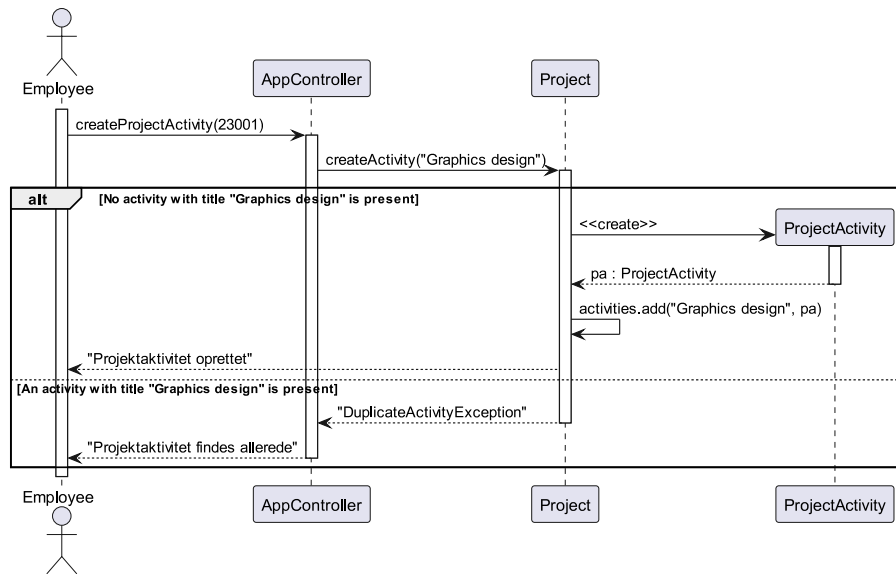 Employee
AppController
Project
createProjectActivity(23001)
createActivity("Graphics design")
alt
[No activity with title "Graphics design" is present]
<<create>>
ProjectActivity
pa : ProjectActivity
activities.add("Graphics design", pa)
"Projektaktivitet oprettet"
[An activity with title "Graphics design" is present]
"DuplicateActivityException"
"Projektaktivitet findes allerede"
Employee
AppController
Project
ProjectActivity